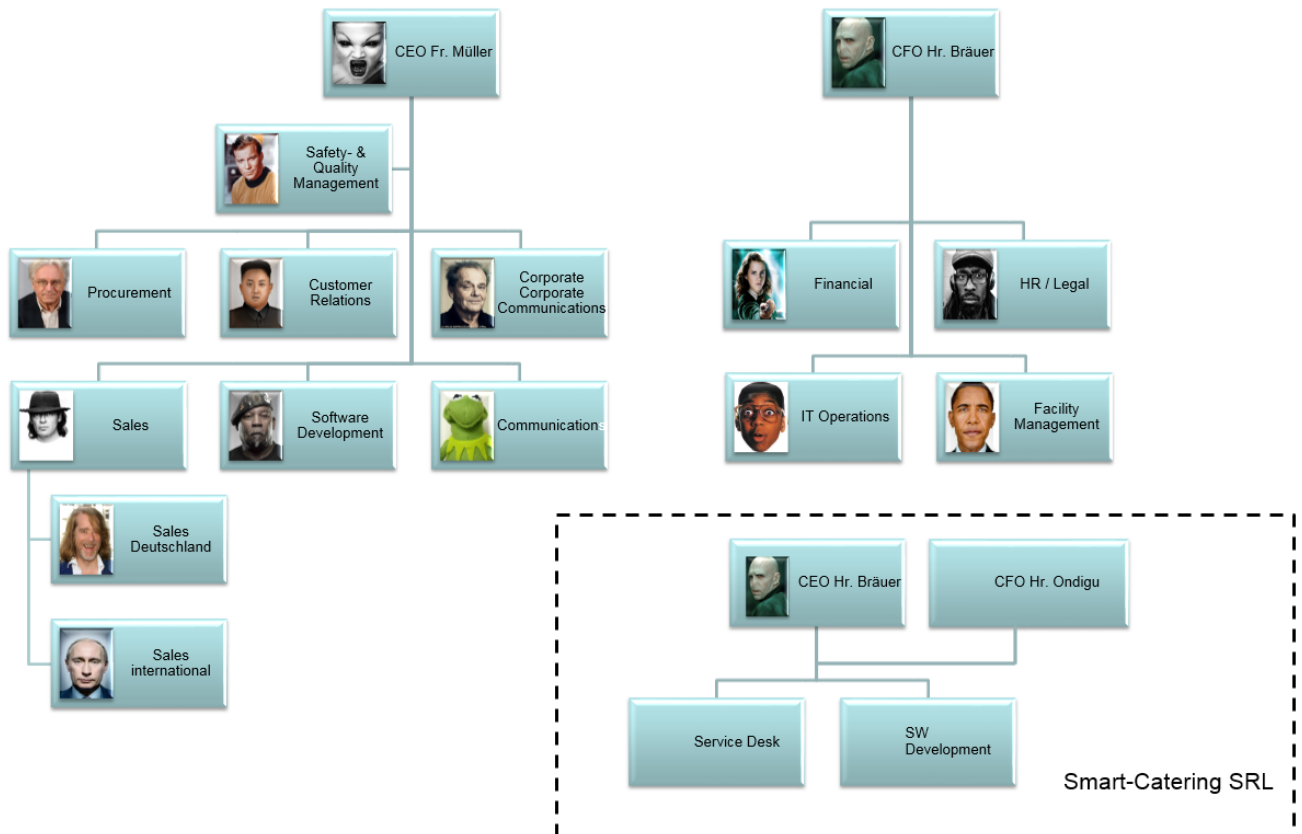 CEO Fr. Müller
CFO Hr. Bräuer
Safety- &
Quality
Management
Procurement
Customer
Relations
Corporate
Corporate
Communications
Financial
HR / Legal
Sales
Software
Development
Communications
IT Operations
Facility
Management
Sales
Deutschland
Sales
international
CEO Hr. Bräuer
CFO Hr. Ondigu
Service Desk
SW
Development
Smart-Catering SRL